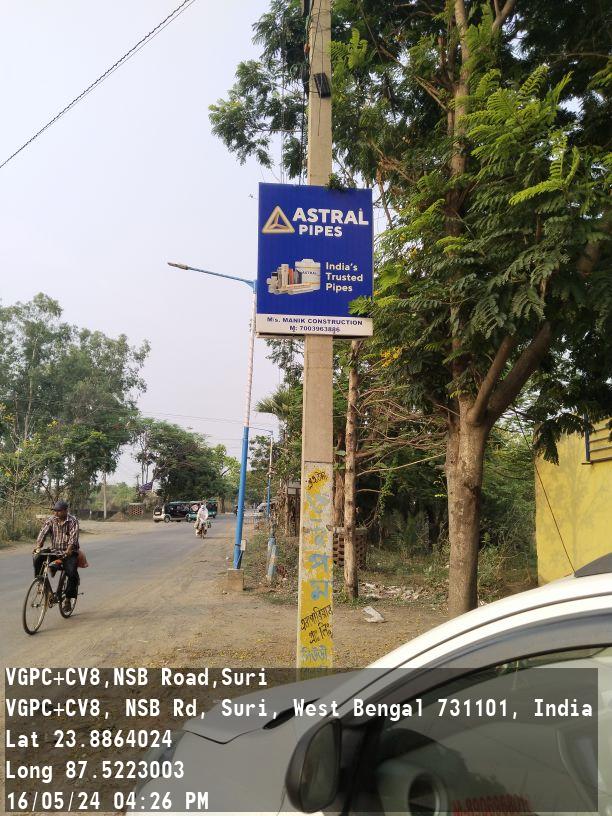 ASTRAL
PIPES
ASTRAL
India's
Trusted
Pipes
M/s. MANIK CONSTRUCTION
M: 7003963886
VGPC+CV8,NSB Road,Suri
VGPC+CV8, NSB Rd, Suri, West Bengal 731101, India
Lat 23.8864024
Long 87.5223003
16/05/24 04:26 PM